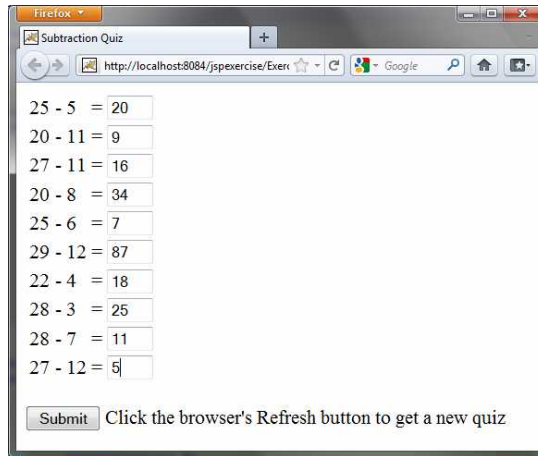 Firefox
Subtraction Quiz
http://localhost:8084/jspexercise/Exerc
Google
25 - 5 = 20
20 - 11 = 9
27 - 11 = 16
20 - 8 = 34
25 - 6 = 7
29 - 12 = 87
22 - 4 = 18
28 - 3 = 25
28 - 7 = 11
27 - 12 = 5
Submit Click the browser's Refresh button to get a new quiz